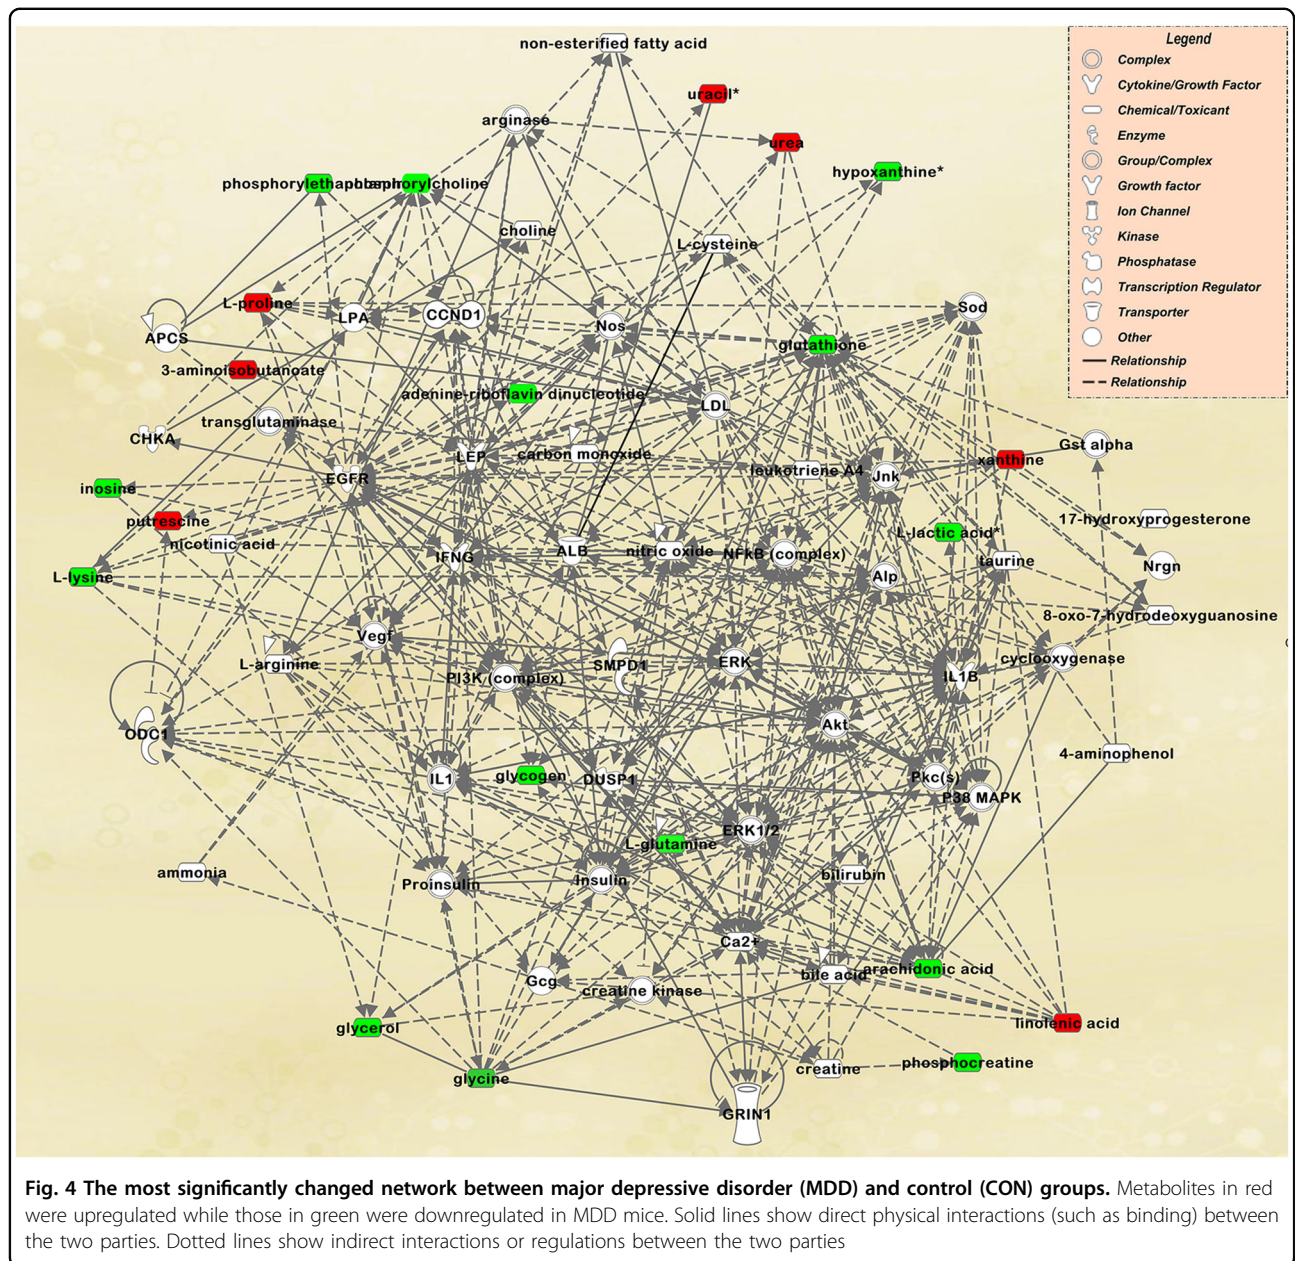 non-esterified fatty acid
uracil*
arginase
urea
hypoxanthine*
phosphorylethanolamine
phosphorylcholine
choline
L-cysteine
L-proline
LPA
CCND1
Nos
Sod
APCS
glutathione
3-aminoisobutanoate
adenine-riboflavin dinucleotide
LDL
transglutaminase
CHKA
LEP
carbon monoxide
Gst alpha
xanthine
leukotriene A4
Jnk
EGFR
inosine
putrescine
17-hydroxyprogesterone
nicotinic acid
L-lactic acid*
IFNG
ALB
nitric oxide
NFkB (complex)
taurine
Nrgn
L-lysine
Alp
8-oxo-7-hydrodeoxyguanosine
Vegf
L-arginine
SMPD1
ERK
cyclooxygenase
PI3K (complex)
IL1B
ODC1
Akt
4-aminophenol
IL1
glycogen
DUSP1
Pkc(s)
P38 MAPK
ERK1/2
L-glutamine
ammonia
Proinsulin
Insulin
bilirubin
Ca2+
bile acid
arachidonic acid
Gcg
creatine kinase
linolenic acid
glycerol
phosphocreatine
creatine
glycine
GRIN1
Legend
Complex
Cytokine/Growth Factor
Chemical/Toxicant
Enzyme
Group/Complex
Growth factor
Ion Channel
Kinase
Phosphatase
Transcription Regulator
Transporter
Other
Relationship
Relationship
Fig. 4 The most significantly changed network between major depressive disorder (MDD) and control (CON) groups. Metabolites in red
were upregulated while those in green were downregulated in MDD mice. Solid lines show direct physical interactions (such as binding) between
the two parties. Dotted lines show indirect interactions or regulations between the two parties